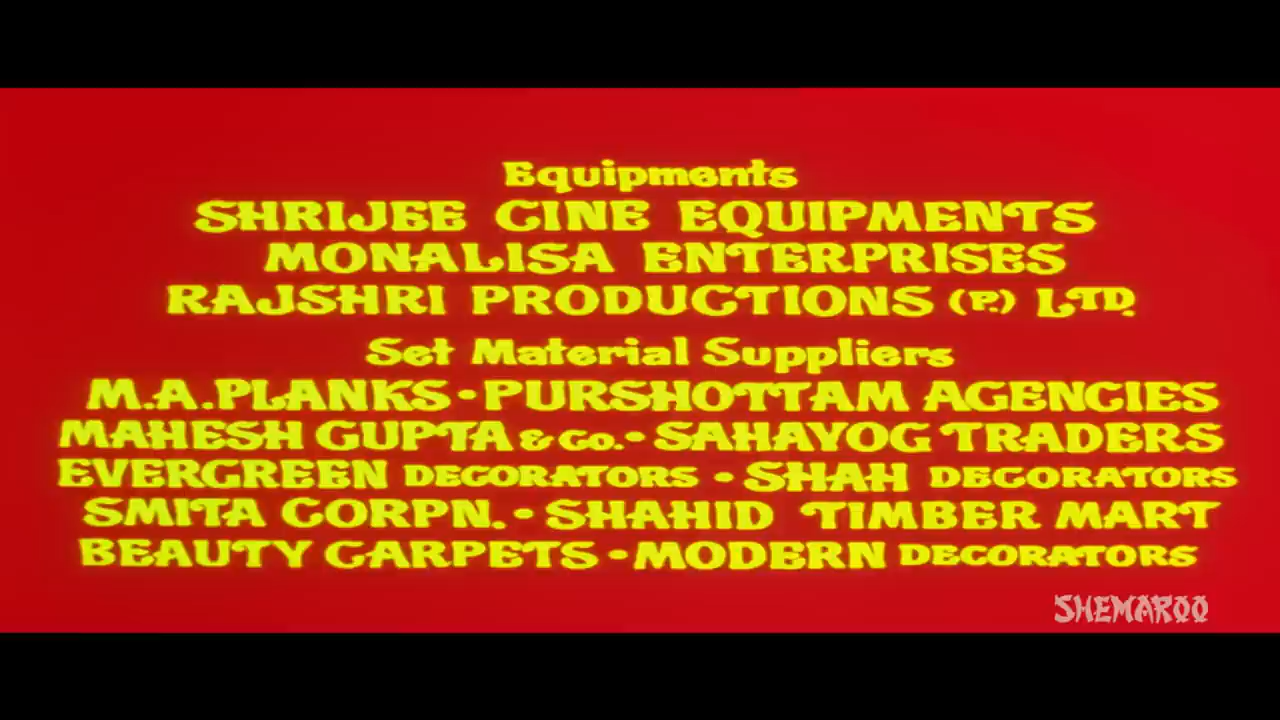 Equipments
SHRIJEE CINE EQUIPMENTS
MONALISA ENTERPRISES
RAJSHRI PRODUCTIONS (P.) LTD.
Set Material Suppliers
M.A.PLANKS • PURSHOTTAM AGENCIES
MAHESH GUPTA & CO. • SAHAYOG TRADERS
EVERGREEN DECORATORS • SHAH DECORATORS
SMITA CORPN. • SHAHID TIMBER MART
BEAUTY CARPETS • MODERN DECORATORS
SHEMAROO